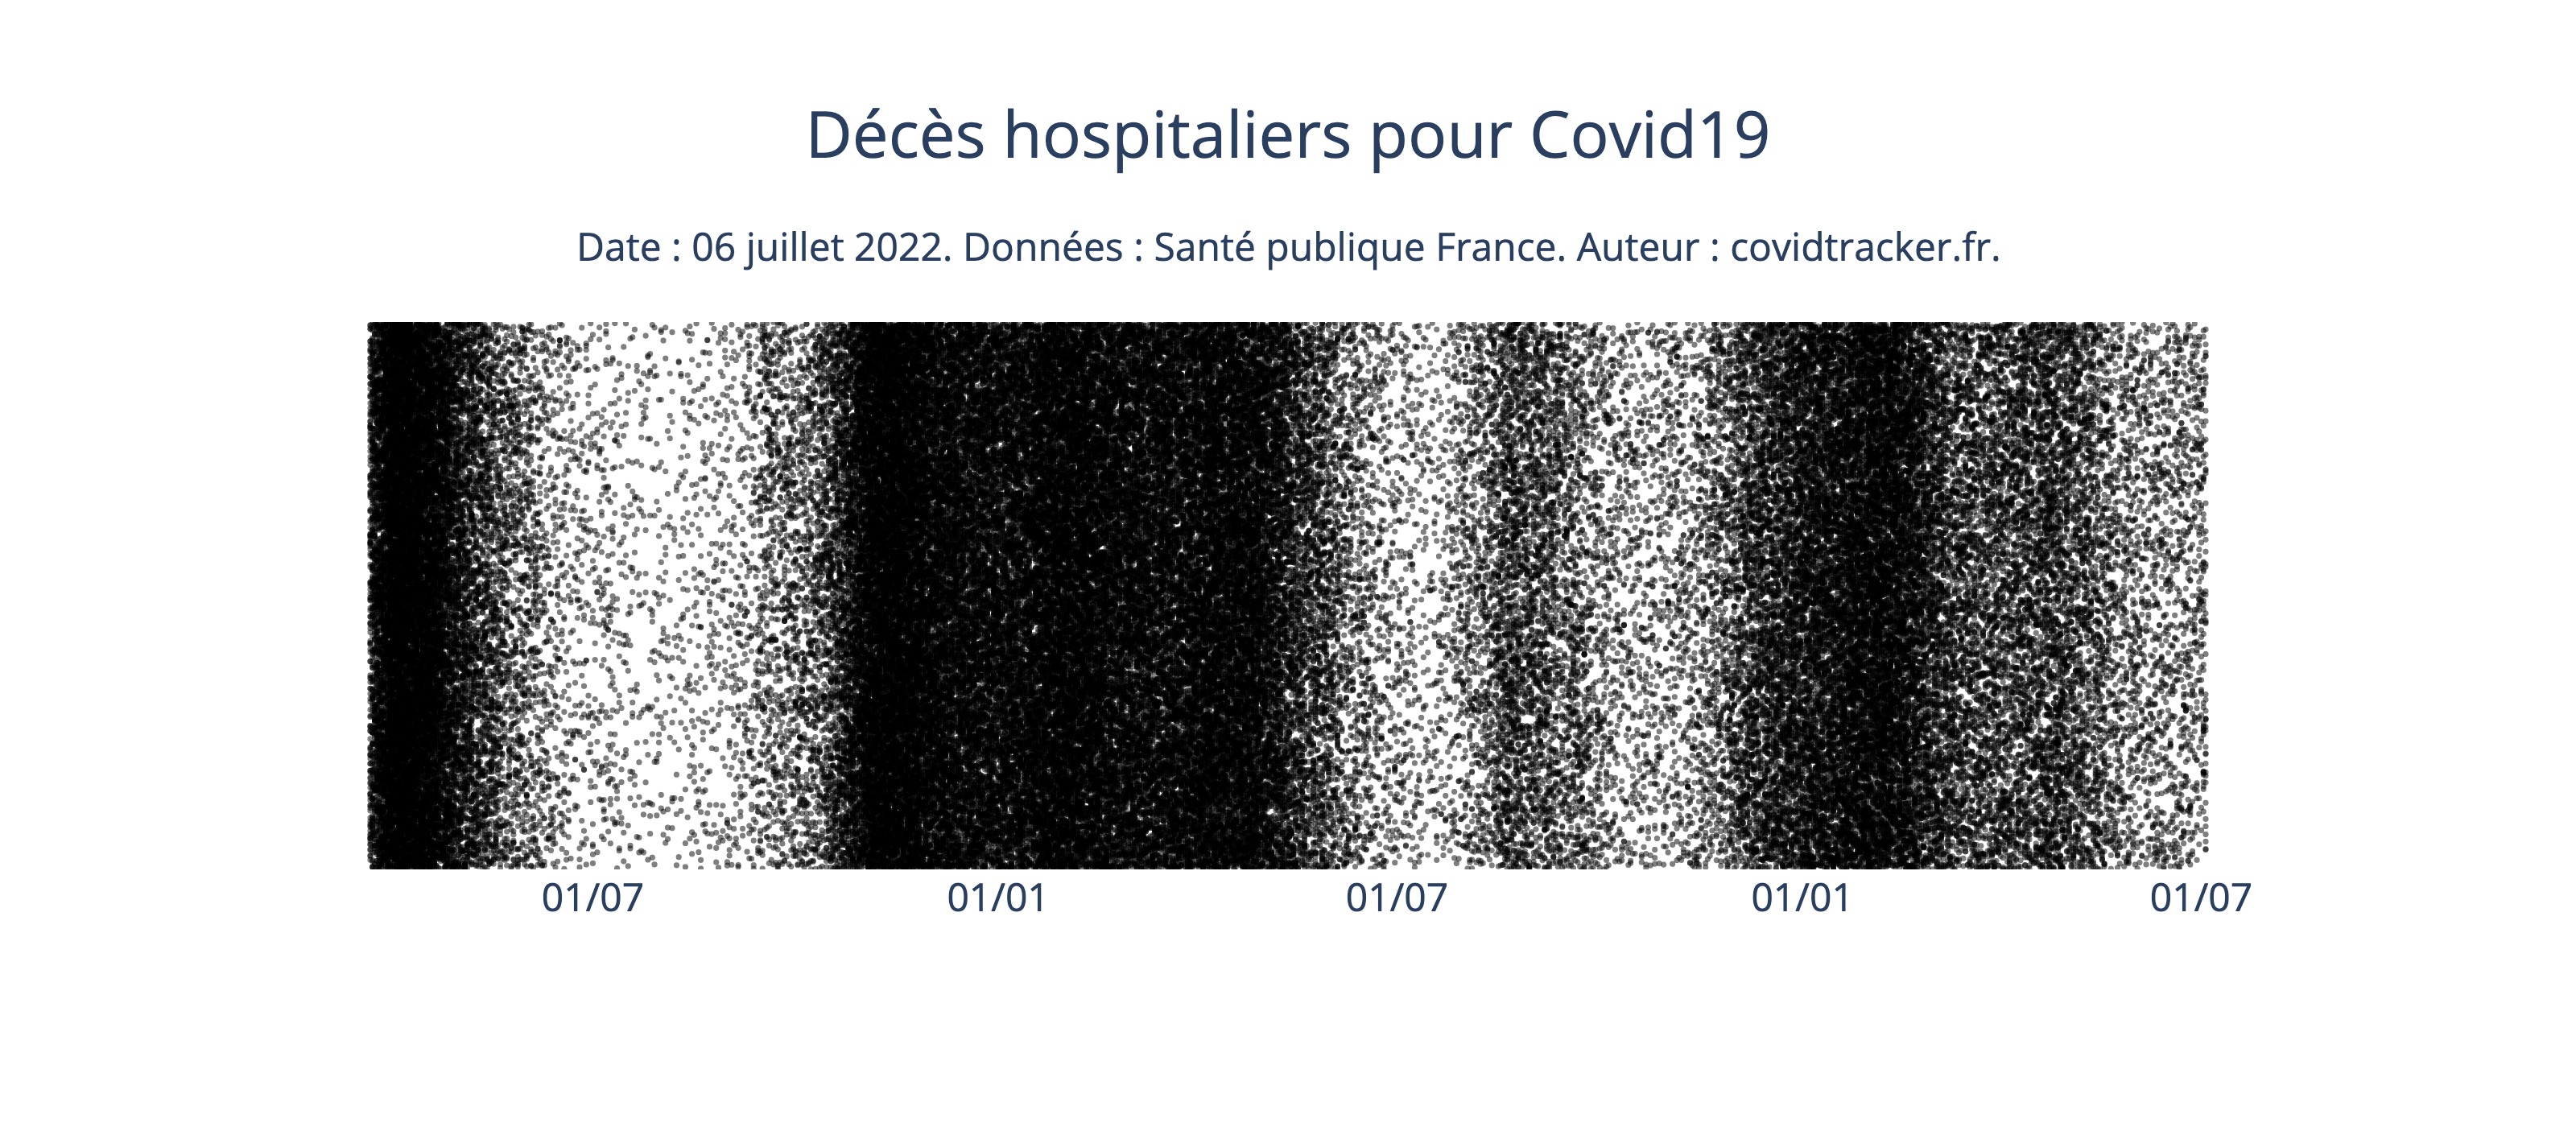 Décès hospitaliers pour Covid19
Date : 06 juillet 2022. Données : Santé publique France. Auteur : covidtracker.fr.
01/07 01/01 01/07 01/01 01/07